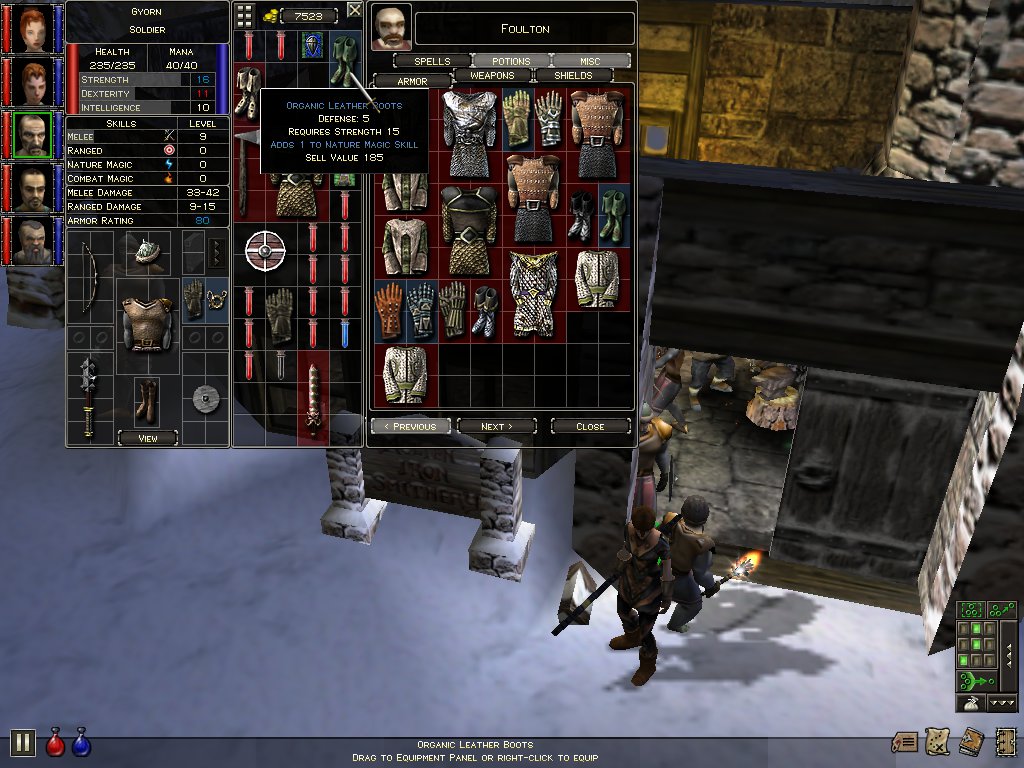 Gyorn
Soldier
Health
Mana
235/235
40/40
Strength 16
Dexterity 11
Intelligence 10
Skills Level
Melee 9
Ranged 0
Nature Magic 0
Combat Magic 0
Melee Damage 33-42
Ranged Damage 9-15
Armor Rating 80
View
7523
Organic Leather Boots
Defense: 5
Requires Strength 15
Adds 1 to Nature Magic Skill
Sell Value 185
Foulton
Spells Potions Misc
Armor Weapons Shields
< Previous
Next >
Close
Iron
Smithery
Organic Leather Boots
Drag to Equipment Panel or right-click to equip